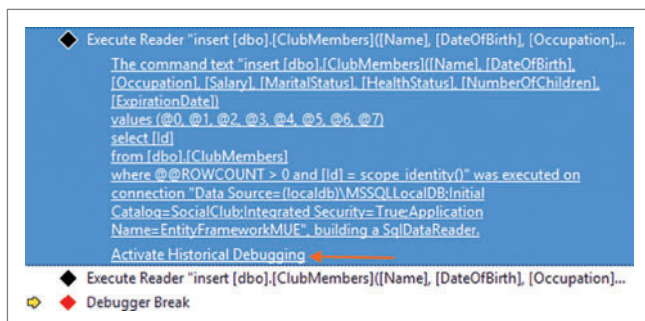 Execute Reader "insert [dbo].[ClubMembers]([Name], [DateOfBirth], [Occupation]...
The command text "insert [dbo].[ClubMembers]([Name], [DateOfBirth],
[Occupation], [Salary], [MaritalStatus], [HealthStatus], [NumberOfChildren],
[ExpirationDate])
values (@0, @1, @2, @3, @4, @5, @6, @7)
select [Id]
from [dbo].[ClubMembers]
where @@ROWCOUNT > 0 and [Id] = scope_identity()" was executed on
connection "Data Source=(localdb)\MSSQLLocalDB;Initial
Catalog=SocialClub;Integrated Security=True;Application
Name=EntityFrameworkMUE", building a SqlDataReader.
Activate Historical Debugging
Execute Reader "insert [dbo].[ClubMembers]([Name], [DateOfBirth], [Occupation]...
Debugger Break